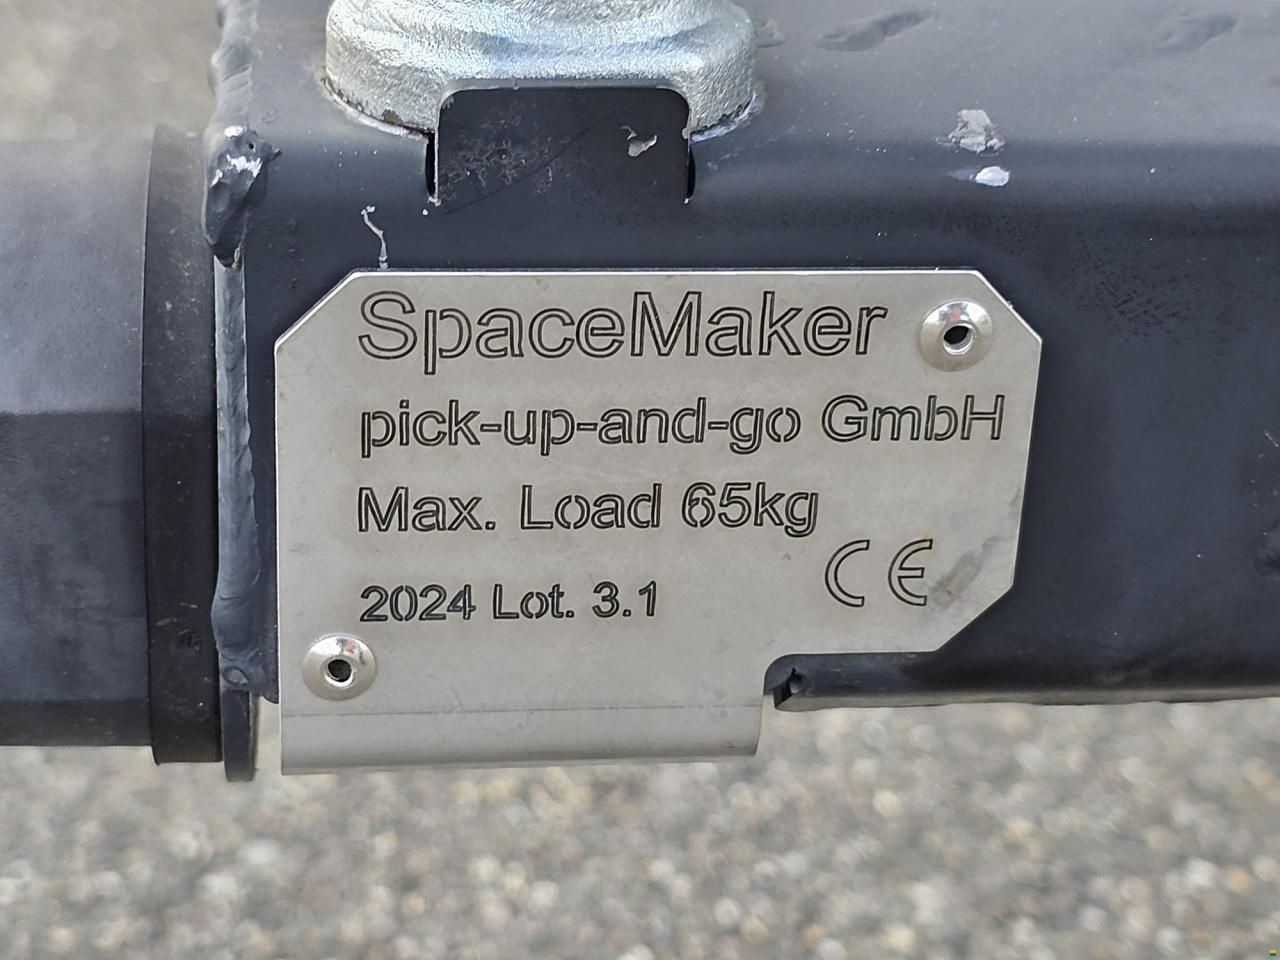 SpaceMaker
pick-up-and-go GmbH
Max. Load 65kg
CE
2024 Lot. 3.1